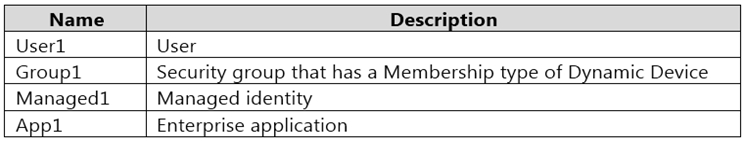 Name Description
User1 User
Group1 Security group that has a Membership type of Dynamic Device
Managed1 Managed identity
App1 Enterprise application